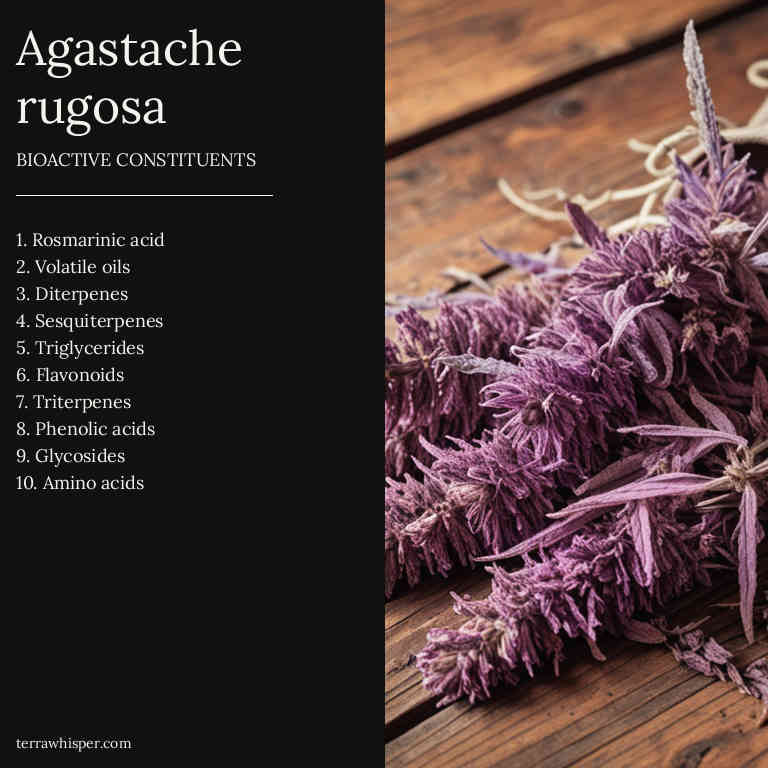 Agastache
rugosa
BIOACTIVE CONSTITUENTS
1. Rosmarinic acid
2. Volatile oils
3. Diterpenes
4. Sesquiterpenes
5. Triglycerides
6. Flavonoids
7. Triterpenes
8. Phenolic acids
9. Glycosides
10. Amino acids
terrawhisper.com